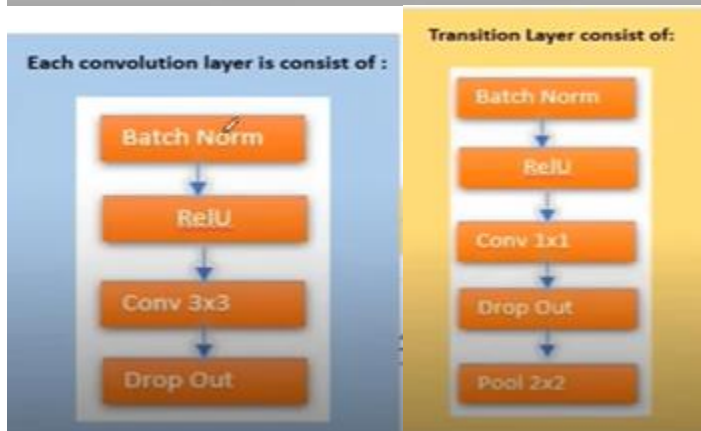 Each convolution layer is consist of :
Batch Norm
RelU
Conv 3x3
Drop Out
Transition Layer consist of:
Batch Norm
RelU
Conv 1x1
Drop Out
Pool 2x2